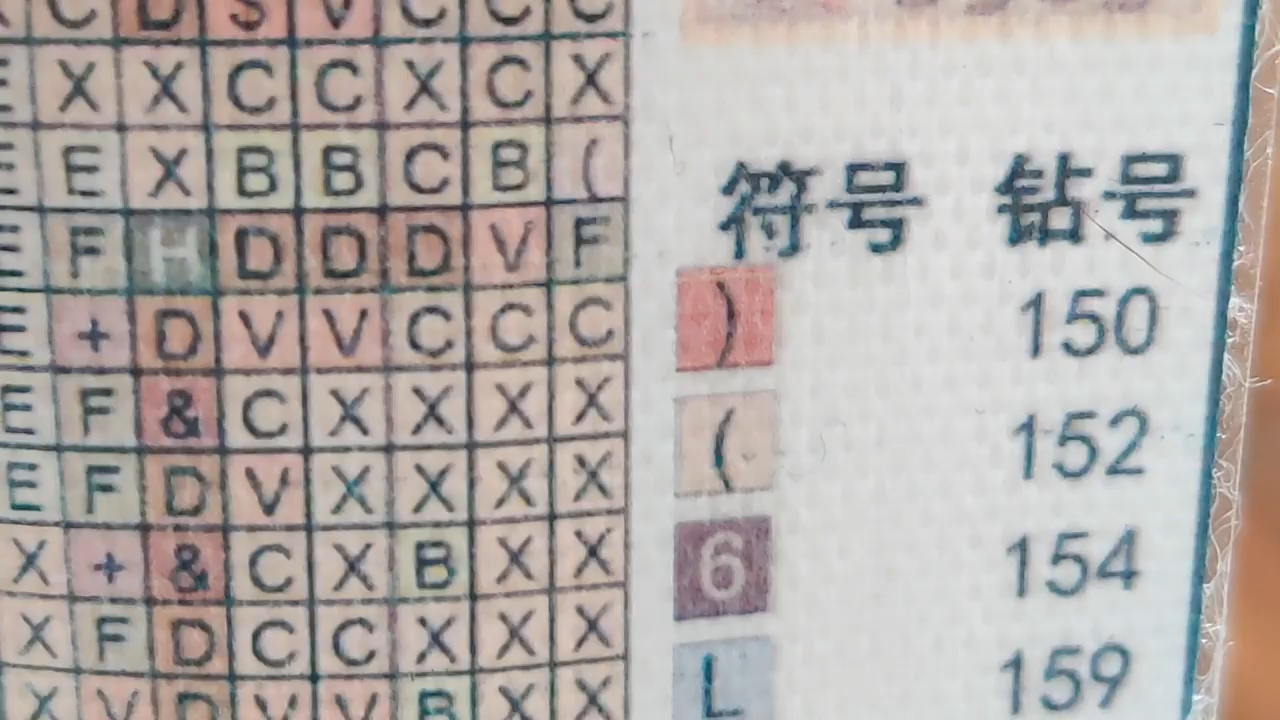 C D S V C C C
E X X C C X C X
E E X B B C B (
E F H D D D V F
E + D V V C C C
E F & C X X X X
E F D V X X X X
X + & C X B X X
X F D C C X X X
X V D V V B X X
符号 钻号
) 150
( 152
6 154
L 159